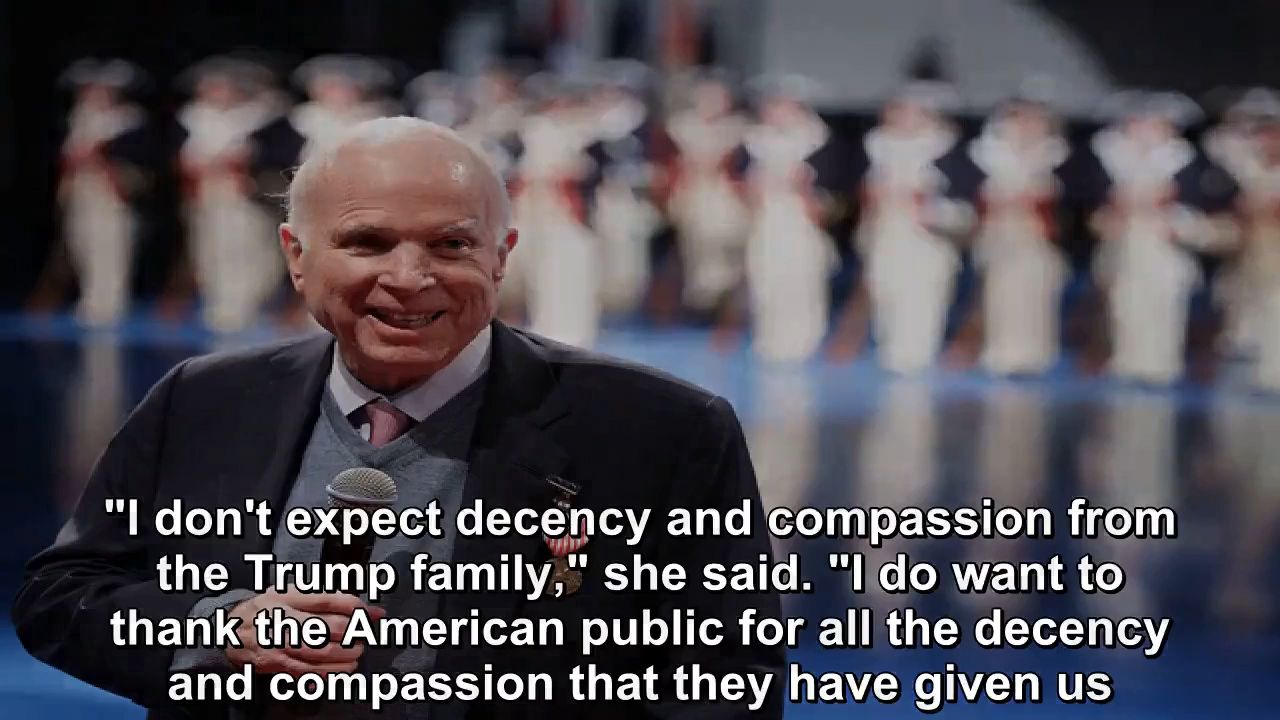 "I don't expect decency and compassion from
the Trump family," she said. "I do want to
thank the American public for all the decency
and compassion that they have given us